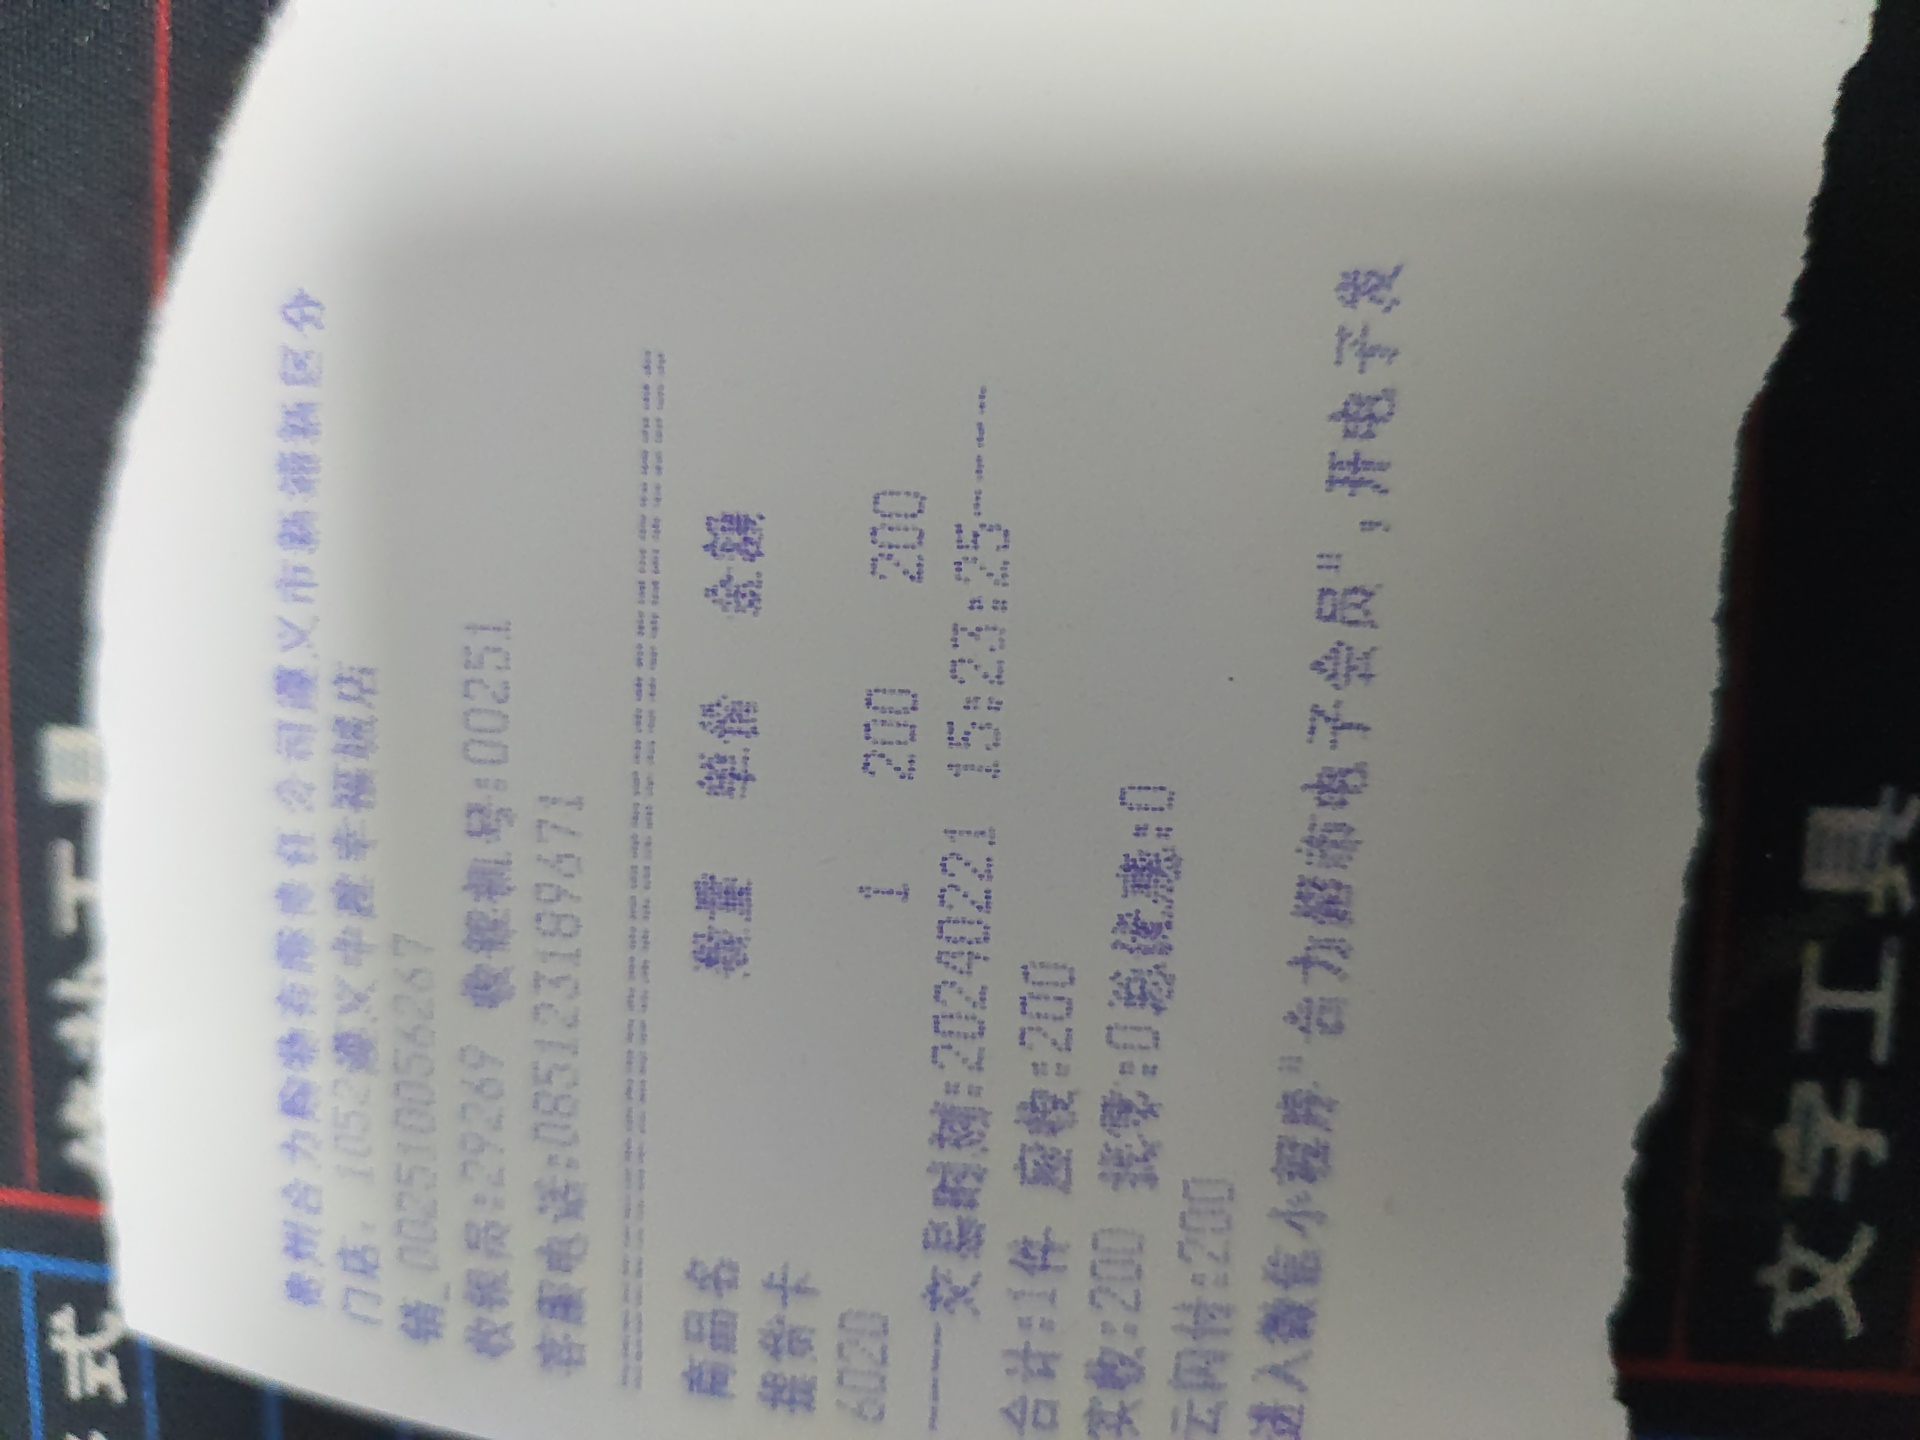 贵州合力购物有限责任公司遵义市新蒲新区分
门店: 1052遵义中建幸福城店
销_00251005626267
收银员:29269 收银机号:00251
客服电话:085123189671
商品名 数量 单价 金额
提货卡
6020 1 200 200
交易时刻:20240221 15:23:25
合计:1件 应收:200
实收:200 找零:0总优惠:0
云网付:200
进入微信小程序"合力超市电子会员",开电子发
文字工具